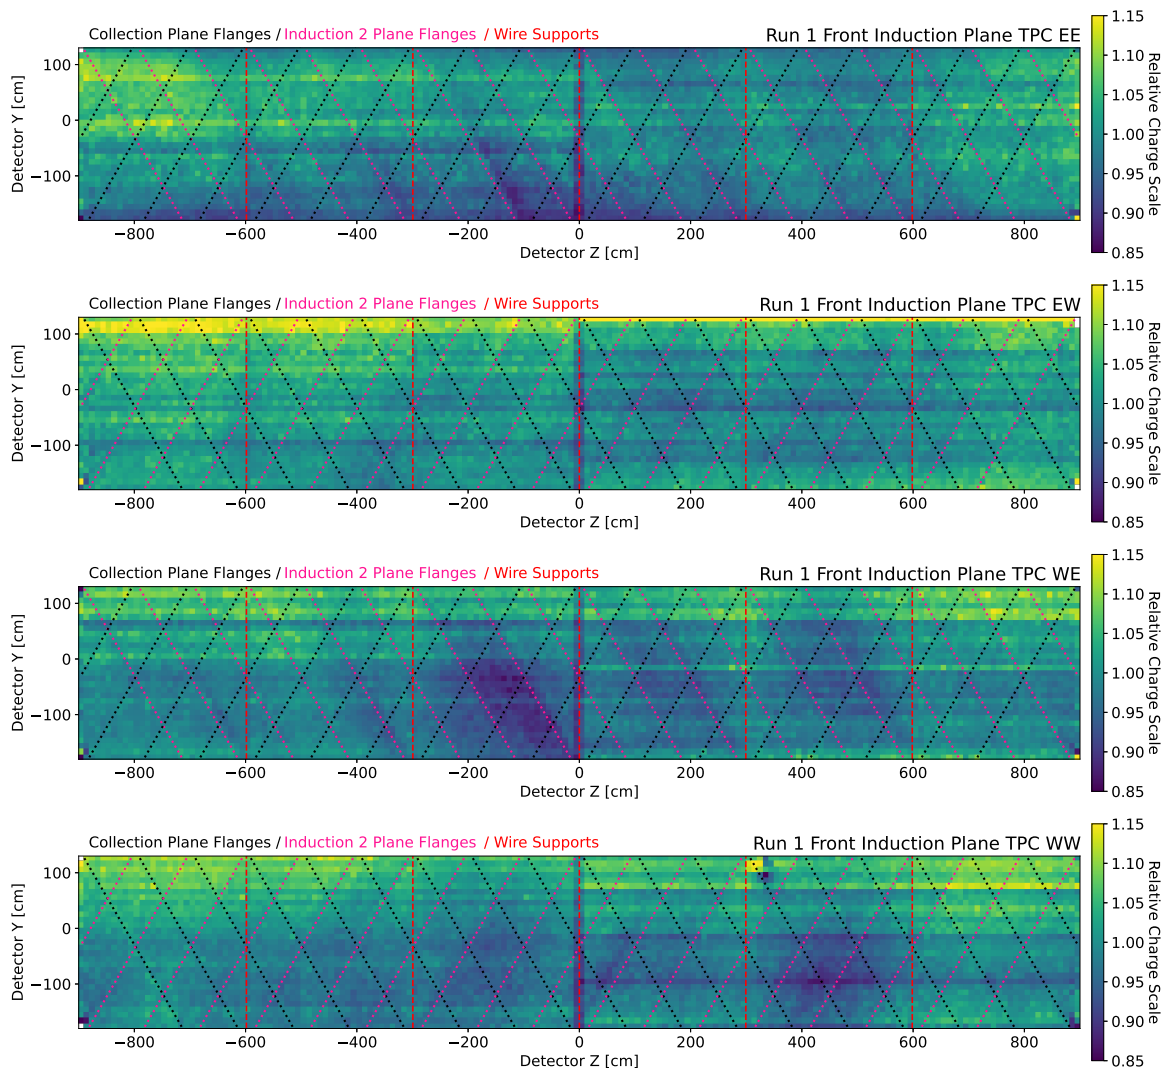 Collection Plane Flanges / Induction 2 Plane Flanges / Wire Supports Run 1 Front Induction Plane TPC EE
100
0
−100
Detector Y [cm]
−800 −600 −400 −200 0 200 400 600 800
Detector Z [cm]
1.15
1.10
1.05
1.00
0.95
0.90
0.85
Relative Charge Scale
Collection Plane Flanges / Induction 2 Plane Flanges / Wire Supports Run 1 Front Induction Plane TPC EW
100
0
−100
Detector Y [cm]
−800 −600 −400 −200 0 200 400 600 800
Detector Z [cm]
1.15
1.10
1.05
1.00
0.95
0.90
0.85
Relative Charge Scale
Collection Plane Flanges / Induction 2 Plane Flanges / Wire Supports Run 1 Front Induction Plane TPC WE
100
0
−100
Detector Y [cm]
−800 −600 −400 −200 0 200 400 600 800
Detector Z [cm]
1.15
1.10
1.05
1.00
0.95
0.90
0.85
Relative Charge Scale
Collection Plane Flanges / Induction 2 Plane Flanges / Wire Supports Run 1 Front Induction Plane TPC WW
100
0
−100
Detector Y [cm]
−800 −600 −400 −200 0 200 400 600 800
Detector Z [cm]
1.15
1.10
1.05
1.00
0.95
0.90
0.85
Relative Charge Scale